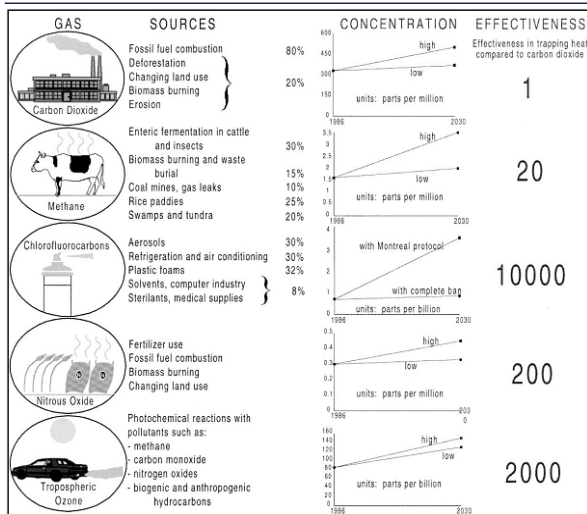 GAS SOURCES CONCENTRATION EFFECTIVENESS
Effectiveness in trapping heat
compared to carbon dioxide
Carbon Dioxide
Fossil fuel combustion 80%
Deforestation
Changing land use
Biomass burning
Erosion
20%
600
450
300
150
0
high
low
units: parts per million
1986 2030
1
Methane
Enteric fermentation in cattle
and insects 30%
Biomass burning and waste
burial 15%
Coal mines, gas leaks 10%
Rice paddies 25%
Swamps and tundra 20%
3.5
3
2.5
2
1.5
1
0.5
0
high
low
units: parts per million
1986 2030
20
Chlorofluorocarbons
Aerosols 30%
Refrigeration and air conditioning 30%
Plastic foams 32%
Solvents, computer industry
Sterilants, medical supplies
8%
4
3
2
1
0
with Montreal protocol
with complete ban
units: parts per billion
1986 2030
10000
Nitrous Oxide
Fertilizer use
Fossil fuel combustion
Biomass burning
Changing land use
0.5
0.4
0.3
0.2
0.1
0
high
low
units: parts per million
1986 203
0
200
Tropospheric
Ozone
Photochemical reactions with
pollutants such as:
- methane
- carbon monoxide
- nitrogen oxides
- biogenic and anthropogenic
hydrocarbons
160
140
120
100
80
60
40
20
0
high
low
units: parts per billion
1986 2030
2000